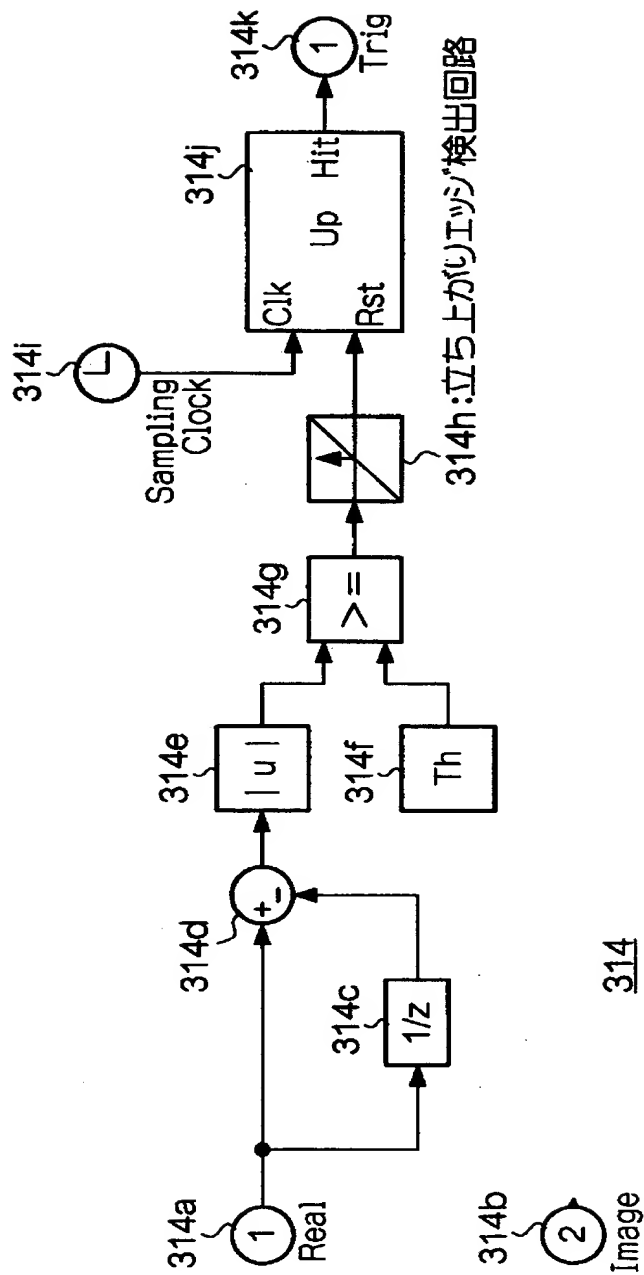 314a
1
Real
314b
2
Image
314c
1/z
314d
+
-
314e
|u|
314f
Th
314g
>=
314h:立ち上がりエッジ検出回路
314i
Sampling
Clock
314j
Clk
Rst
Up
Hit
314k
1
Trig
314